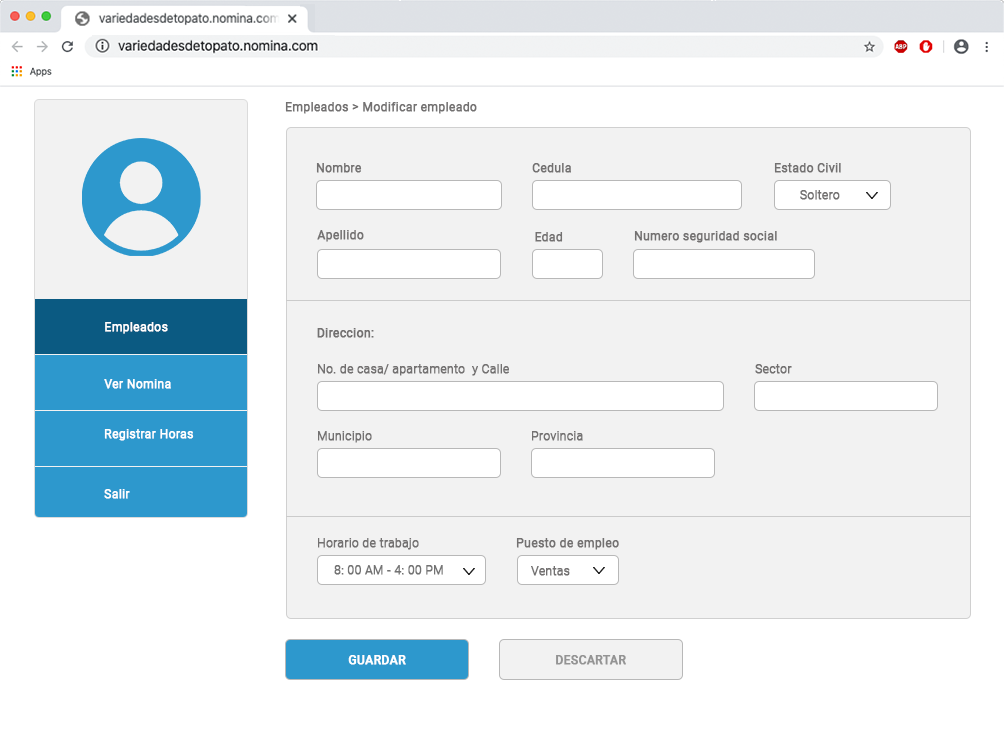 variedadesdetopato.nomina.com
variedadesdetopato.nomina.com
ABP
Apps
Empleados > Modificar empleado
Nombre
Cedula
Estado Civil
Soltero
Apellido
Edad
Numero seguridad social
Empleados
Direccion:
Ver Nomina
No. de casa/ apartamento y Calle
Sector
Registrar Horas
Municipio
Provincia
Salir
Horario de trabajo
Puesto de empleo
8: 00 AM - 4: 00 PM
Ventas
GUARDAR
DESCARTAR